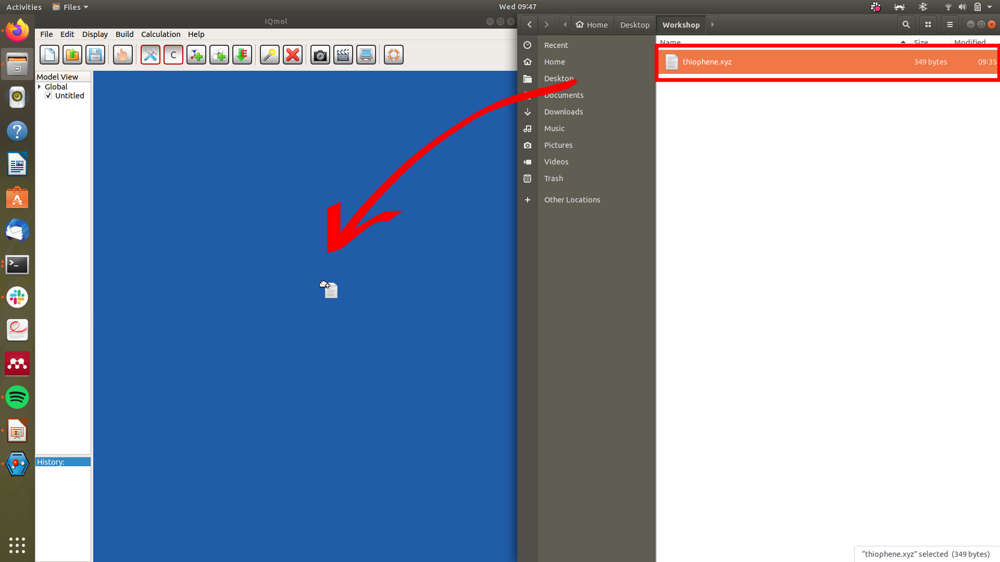 Activities Files Wed 09:47
IQmol
Home Desktop Workshop
File Edit Display Build Calculation Help
C
Model View
Global
Untitled
History:
Recent
Home
Desktop
Documents
Downloads
Music
Pictures
Videos
Trash
Other Locations
Name Size Modified
thiophene.xyz 349 bytes 09:35
“thiophene.xyz” selected (349 bytes)